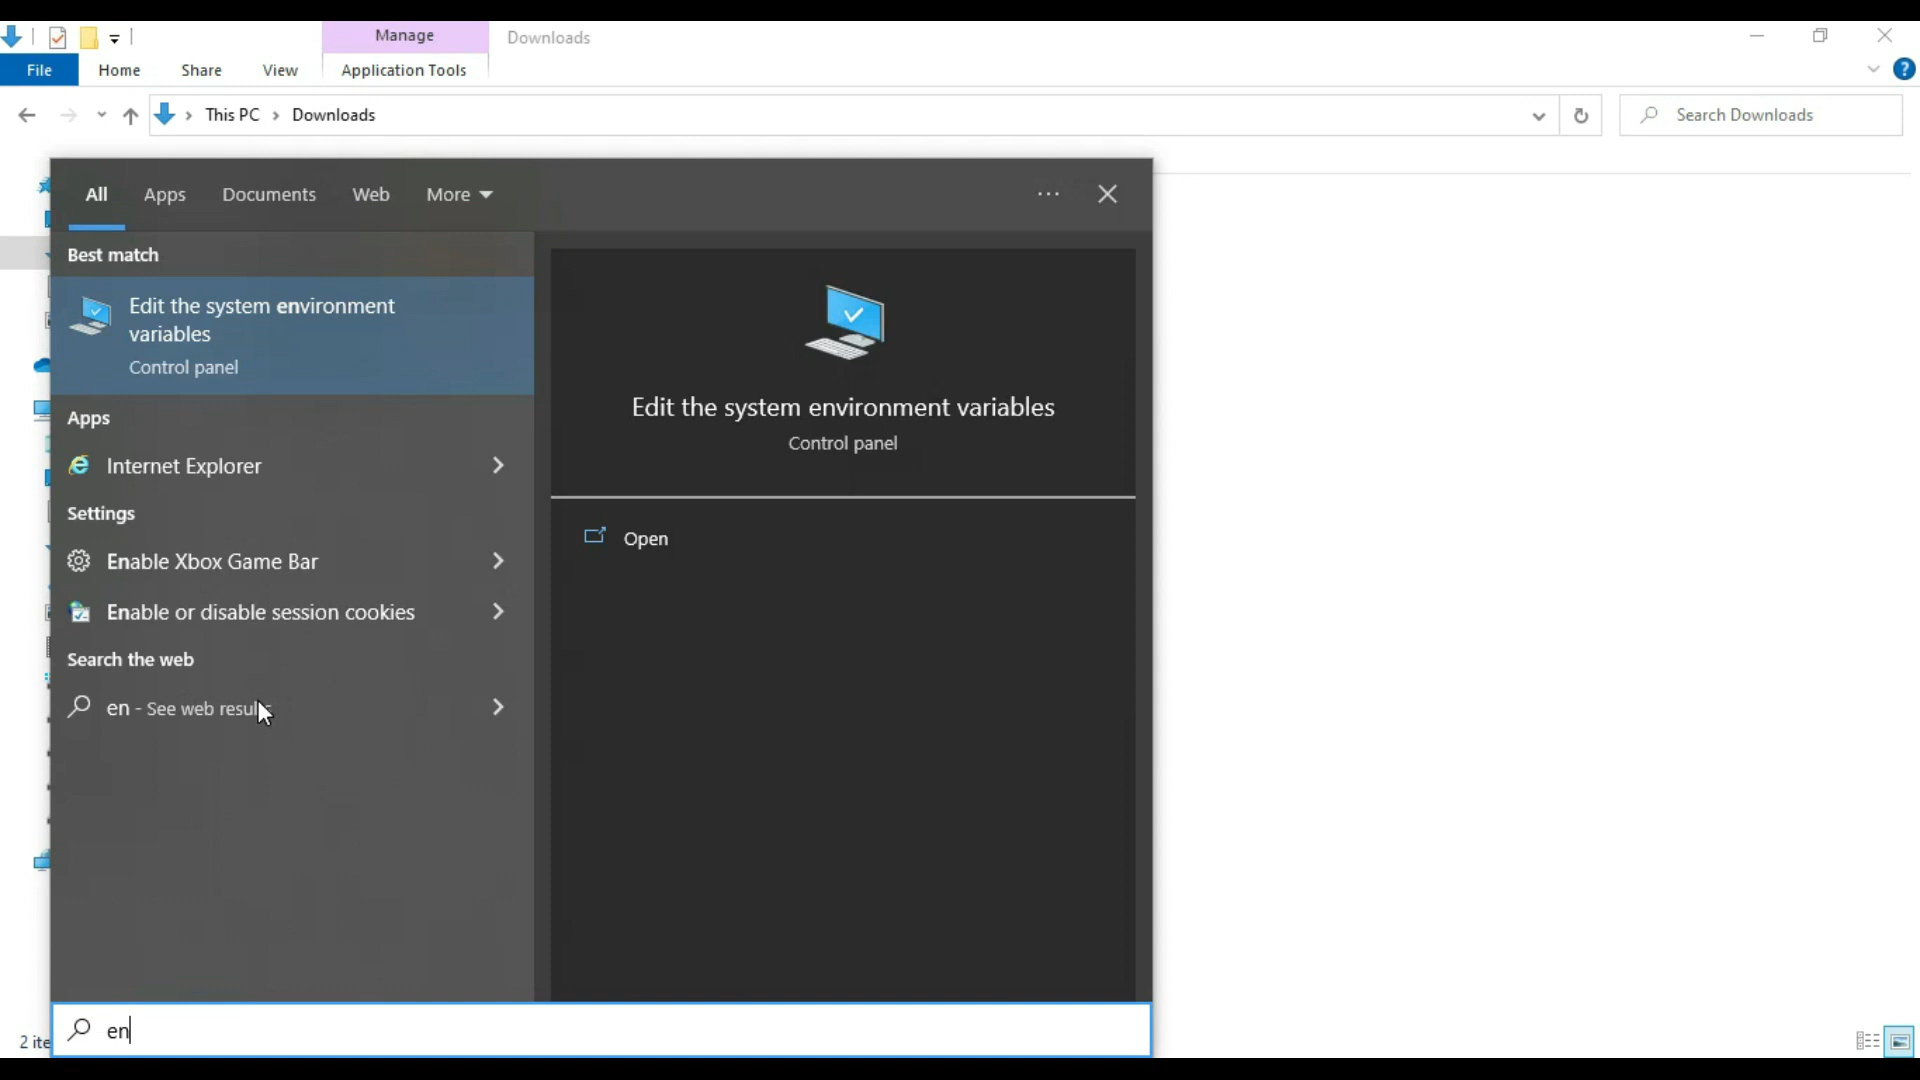 Manage
Downloads
File
Home
Share
View
Application Tools
?
This PC
Downloads
Search Downloads
All
Apps
Documents
Web
More
Best match
Edit the system environment
variables
Control panel
Edit the system environment variables
Control panel
Apps
Internet Explorer
Settings
Open
Enable Xbox Game Bar
Enable or disable session cookies
Search the web
en - See web results
en
2 ite